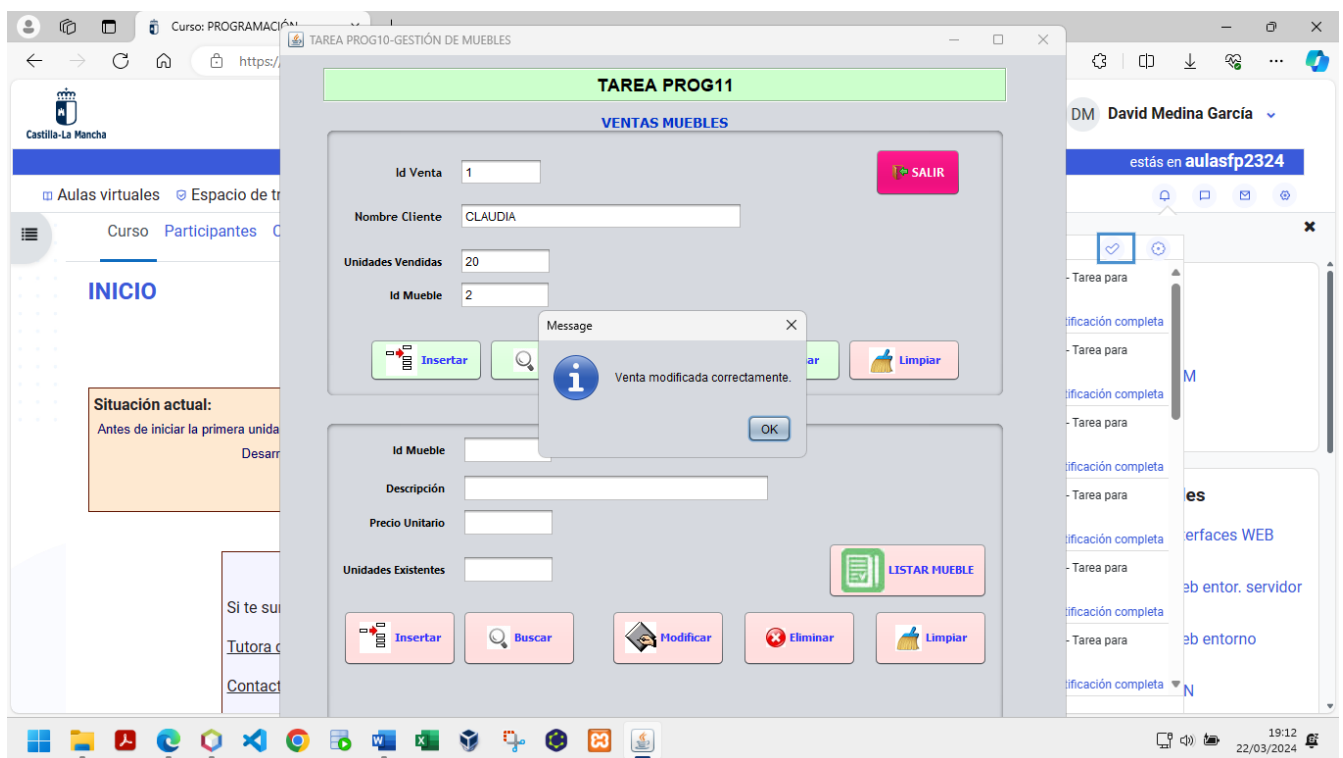 Curso: PROGRAMACIÓN
TAREA PROG10-GESTIÓN DE MUEBLES
https:/
TAREA PROG11
Castilla-La Mancha
DM David Medina García
VENTAS MUEBLES
estás en aulasfp2324
Id Venta 1
SALIR
Aulas virtuales Espacio de tr
Nombre Cliente CLAUDIA
Curso Participantes C
Unidades Vendidas 20
- Tarea para
INICIO
Id Mueble 2
tificación completa
Message
- Tarea para
Insertar
ar
Limpiar
Venta modificada correctamente.
M
tificación completa
Situación actual:
- Tarea para
Antes de iniciar la primera unida
OK
Desarr
Id Mueble
tificación completa
Descripción
- Tarea para
es
Precio Unitario
tificación completa
erfaces WEB
Unidades Existentes
LISTAR MUEBLE
- Tarea para
eb entor. servidor
Si te sur
tificación completa
Insertar
Buscar
Modificar
Eliminar
Limpiar
- Tarea para
eb entorno
Tutora d
Contact
tificación completa
N
19:12
22/03/2024